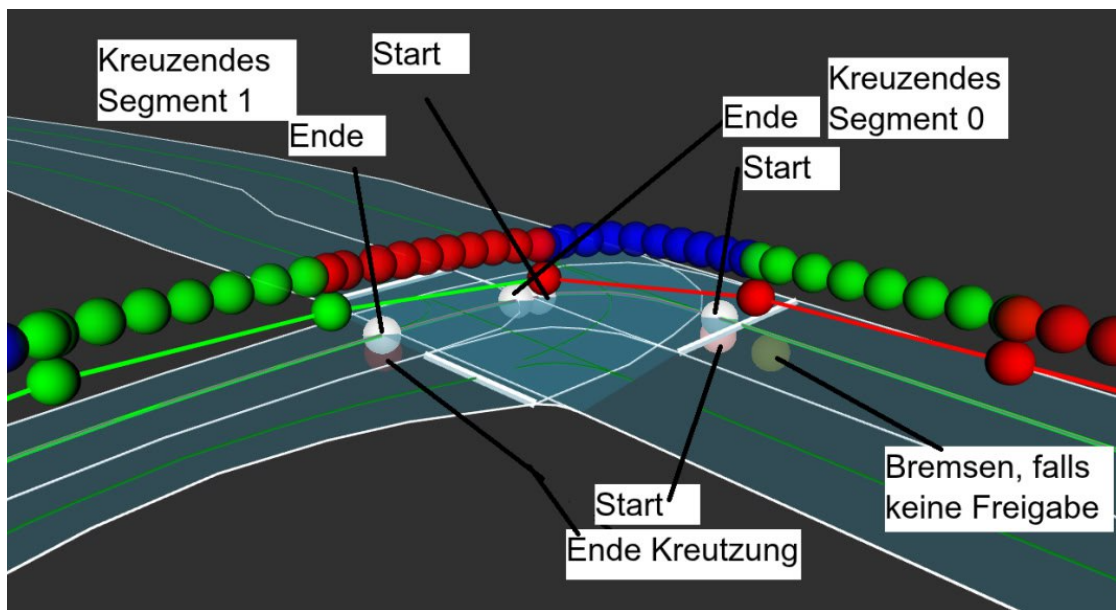 Kreuzendes
Segment 1
Start
Ende
Ende
Kreuzendes
Segment 0
Start
Bremsen, falls
keine Freigabe
Start
Ende Kreutzung